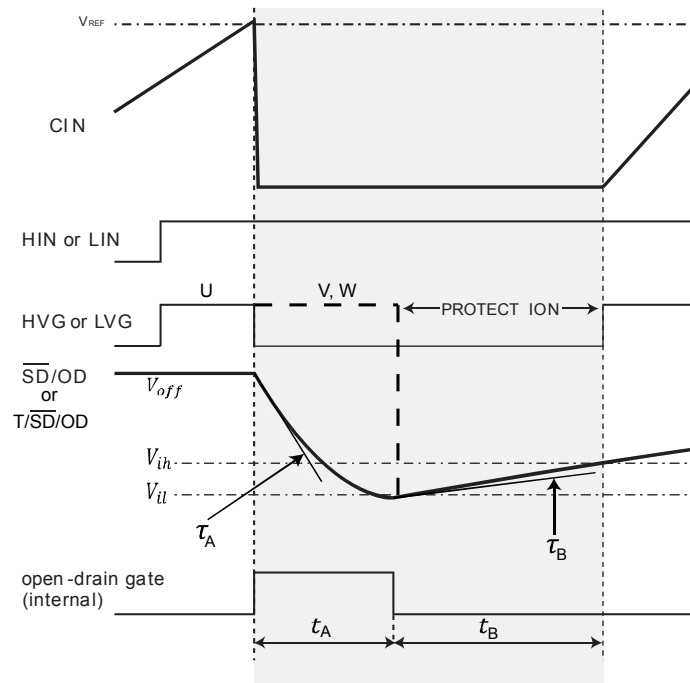 VREF
CIN
HIN or LIN
U
V, W
HVG or LVG
PROTECT ION
SD/OD
or
T/SD/OD
Voff
Vih
Vil
τA
τB
open-drain gate
(internal)
tA
tB